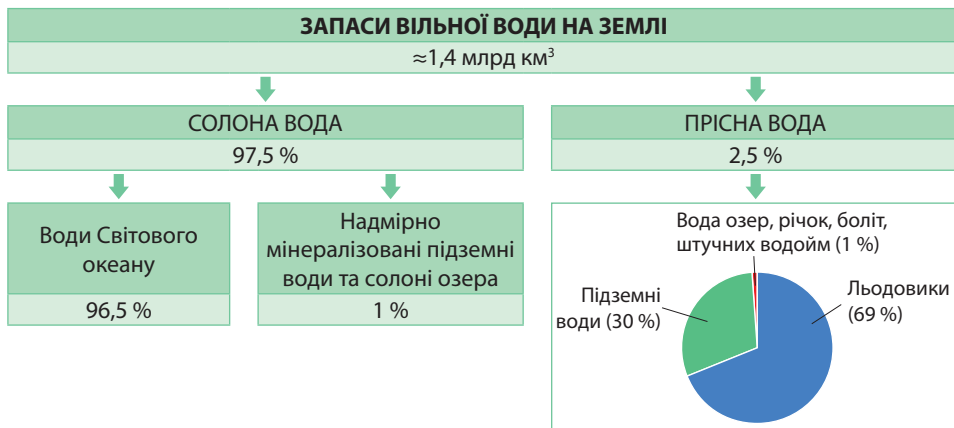 ЗАПАСИ ВІЛЬНОЇ ВОДИ НА ЗЕМЛІ
≈1,4 млрд км³
СОЛОНА ВОДА
97,5 %
ПРІСНА ВОДА
2,5 %
Води Світового
океану
96,5 %
Надмірно
мінералізовані підземні
води та солоні озера
1 %
Вода озер, річок, боліт,
штучних водойм (1 %)
Підземні
води (30 %)
Льодовики
(69 %)